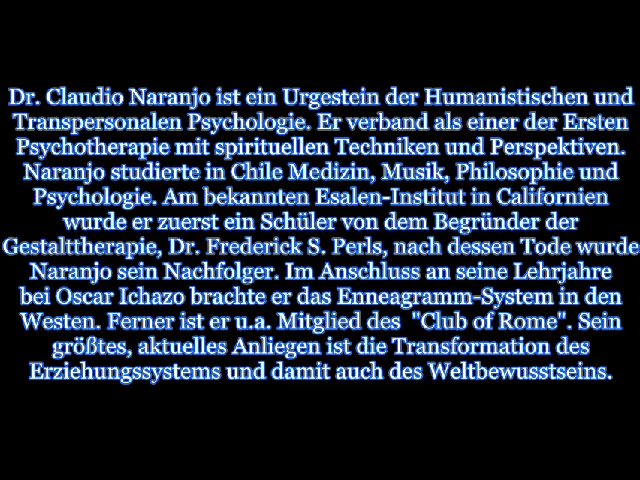 Dr. Claudio Naranjo ist ein Urgestein der Humanistischen und
Transpersonalen Psychologie. Er verband als einer der Ersten
Psychotherapie mit spirituellen Techniken und Perspektiven.
Naranjo studierte in Chile Medizin, Musik, Philosophie und
Psychologie. Am bekannten Esalen-Institut in Californien
wurde er zuerst ein Schüler von dem Begründer der
Gestalttherapie, Dr. Frederick S. Perls, nach dessen Tode wurde
Naranjo sein Nachfolger. Im Anschluss an seine Lehrjahre
bei Oscar Ichazo brachte er das Enneagramm-System in den
Westen. Ferner ist er u.a. Mitglied des "Club of Rome". Sein
größtes, aktuelles Anliegen ist die Transformation des
Erziehungssystems und damit auch des Weltbewusstseins.